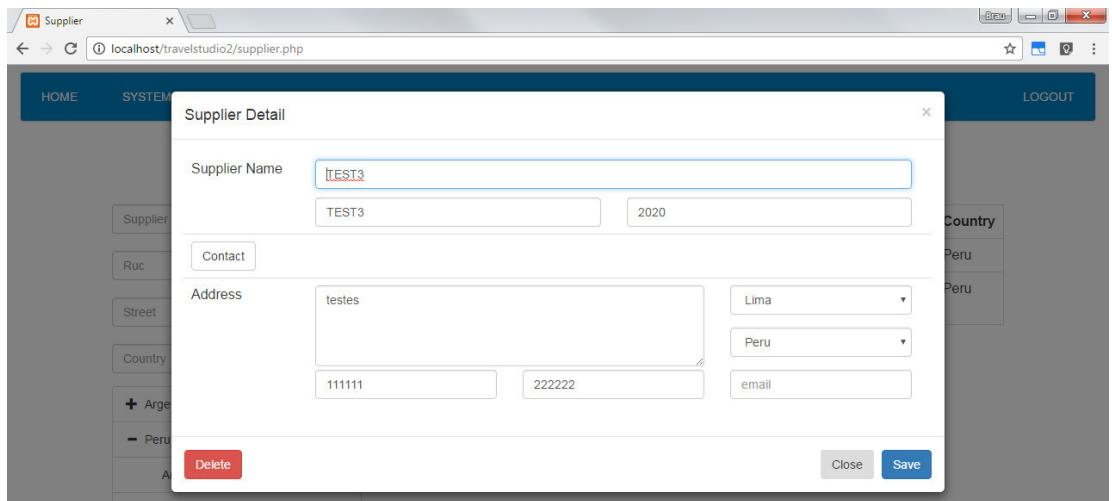 Supplier
Brau
localhost/travelstudio2/supplier.php
HOME SYSTEM LOGOUT
Supplier Detail ×
Supplier Name
TEST3
TEST3 2020
Supplier Country
Contact Peru
Ruc
Address testes Lima Peru
Street
Peru
Country
111111 222222 email
Arge
Peru
Delete Close Save
A